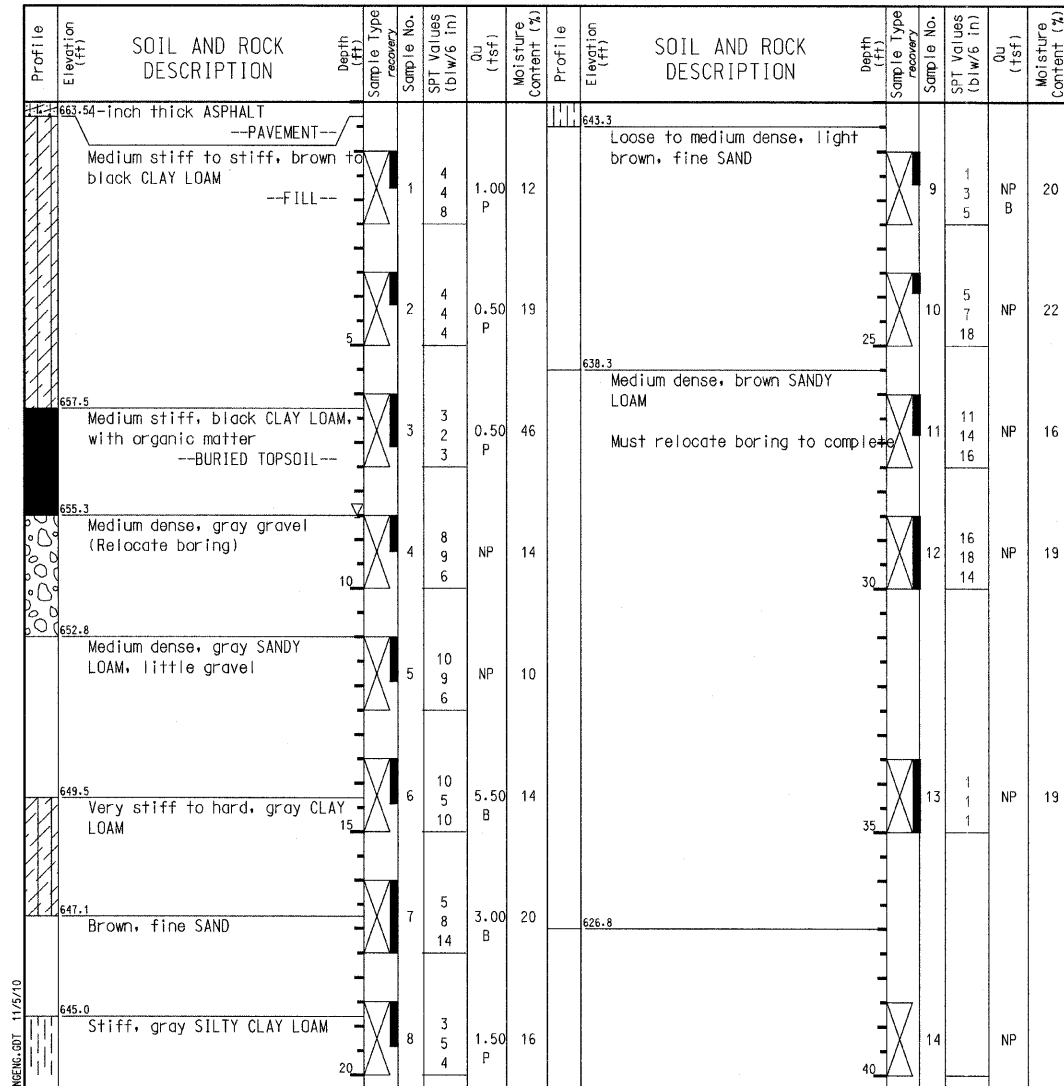 Profile
Elevation (ft)
SOIL AND ROCK
DESCRIPTION
Depth (ft)
Sample Type
recovery
Sample No.
SPT Values (blw/6 in)
Qu (tsf)
Moisture Content (%)
Profile
Elevation (ft)
SOIL AND ROCK
DESCRIPTION
Depth (ft)
Sample Type
recovery
Sample No.
SPT Values (blw/6 in)
Qu (tsf)
Moisture Content (%)
663.5 4-inch thick ASPHALT
--PAVEMENT--
Medium stiff to stiff, brown to
black CLAY LOAM
--FILL--
1
4
4
8
1.00
P
12
2
4
4
4
0.50
P
19
5
657.5
Medium stiff, black CLAY LOAM,
with organic matter
--BURIED TOPSOIL--
3
3
2
3
0.50
P
46
655.3
Medium dense, gray gravel
(Relocate boring)
4
8
9
6
NP
14
10
652.8
Medium dense, gray SANDY
LOAM, little gravel
5
10
9
6
NP
10
649.5
Very stiff to hard, gray CLAY
LOAM
6
10
5
10
5.50
B
14
15
647.1
Brown, fine SAND
7
5
8
14
3.00
B
20
645.0
Stiff, gray SILTY CLAY LOAM
8
3
5
4
1.50
P
16
20
643.3
Loose to medium dense, light
brown, fine SAND
9
1
3
5
NP
B
20
10
5
7
18
NP
22
25
638.3
Medium dense, brown SANDY
LOAM
Must relocate boring to complete
11
11
14
16
NP
16
12
16
18
14
NP
19
30
13
1
1
1
NP
19
35
626.8
14
NP
40
NGENG.GDT 11/5/10